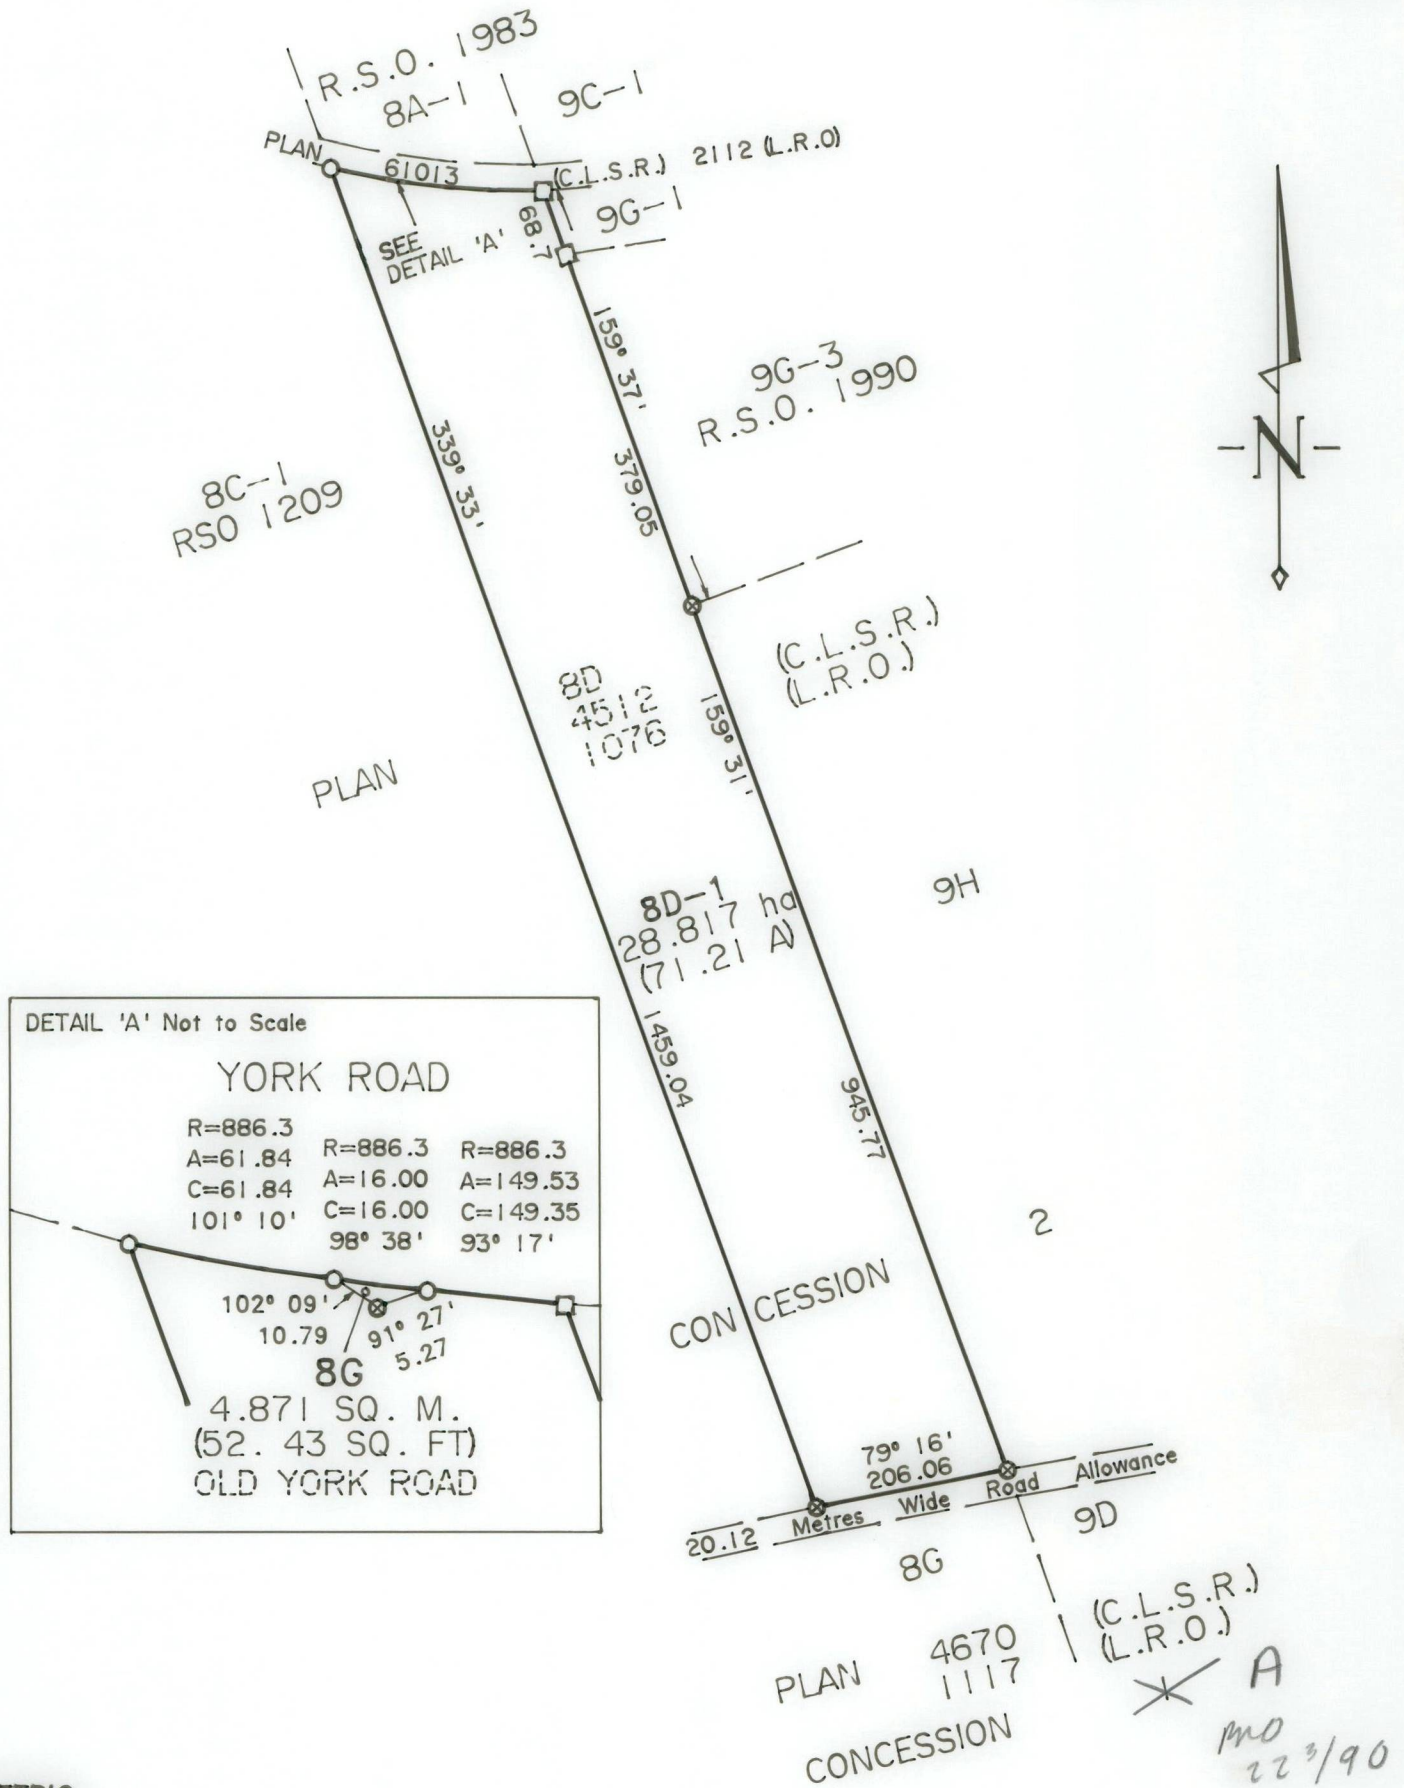 R.S.O. 1983
8A-1
9C-1
PLAN 61013 (C.L.S.R.) 2112 (L.R.O)
SEE
DETAIL 'A'
68.7
9G-1
159° 37'
379.05
9G-3
R.S.O. 1990
339° 33'
8C-1
RSO 1209
N
(C.L.S.R.)
(L.R.O.)
8D
4512
1076
159° 31'
PLAN
8D-1
28.817 ha
(71.21 A)
9H
1459.04
945.77
2
CONCESSION
DETAIL 'A' Not to Scale
YORK ROAD
R=886.3
A=61.84
C=61.84
101° 10'
R=886.3
A=16.00
C=16.00
98° 38'
R=886.3
A=149.53
C=149.35
93° 17'
102° 09'
10.79
91° 27'
5.27
8G
4.871 SQ. M.
(52. 43 SQ. FT)
OLD YORK ROAD
79° 16'
206.06
20.12 Metres Wide Road Allowance
8G
9D
(C.L.S.R.)
(L.R.O.)
PLAN 4670
1117
CONCESSION
A
22 3/90